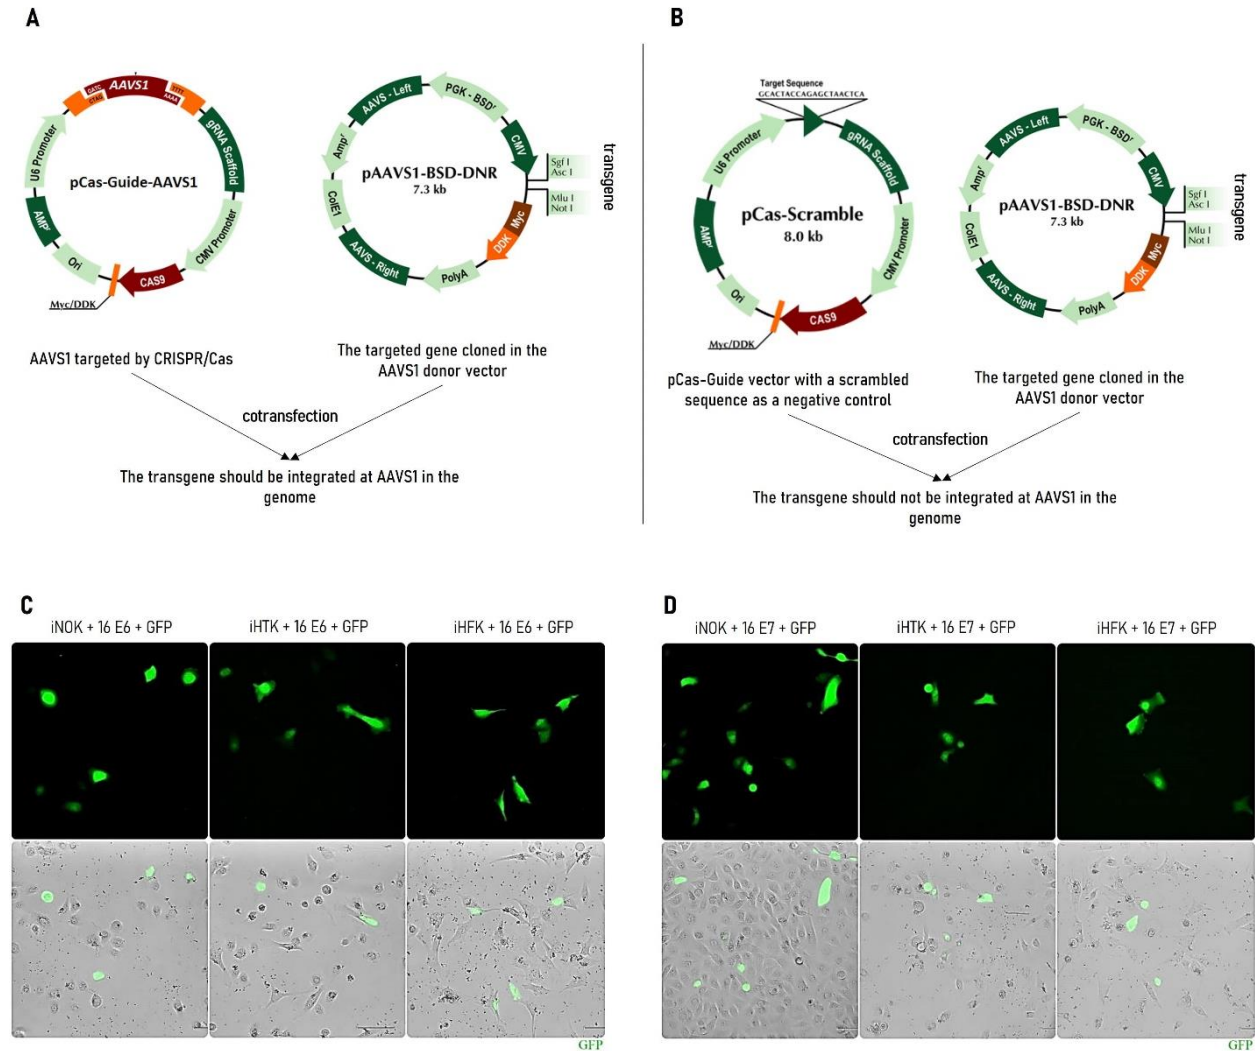 A
AAVS1
GATC
CTAG
TTTT
AAAA
U6 Promoter
gRNA Scaffold
pCas-Guide-AAVS1
AMPr
CMV Promoter
Ori
CAS9
Myc/DDK
AAVS - Left
PGK - BSDr
Ampr
CMV
Sgf I
Asc I
pAAVS1-BSD-DNR
7.3 kb
Mlu I
Not I
transgene
ColE1
Myc
DDK
AAVS - Right
PolyA
AAVS1 targeted by CRISPR/Cas
The targeted gene cloned in the
AAVS1 donor vector
cotransfection
The transgene should be integrated at AAVS1 in the
genome
B
Target Sequence
GCACTACCAGAGCTAACTCA
U6 Promoter
gRNA Scaffold
pCas-Scramble
8.0 kb
AMPr
CMV Promoter
Ori
CAS9
Myc/DDK
AAVS - Left
PGK - BSDr
Ampr
CMV
Sgf I
Asc I
pAAVS1-BSD-DNR
7.3 kb
Mlu I
Not I
transgene
ColE1
Myc
DDK
AAVS - Right
PolyA
pCas-Guide vector with a scrambled
sequence as a negative control
The targeted gene cloned in the
AAVS1 donor vector
cotransfection
The transgene should not be integrated at AAVS1 in the
genome
C
iNOK + 16 E6 + GFP
iHTK + 16 E6 + GFP
iHFK + 16 E6 + GFP
GFP
D
iNOK + 16 E7 + GFP
iHTK + 16 E7 + GFP
iHFK + 16 E7 + GFP
GFP